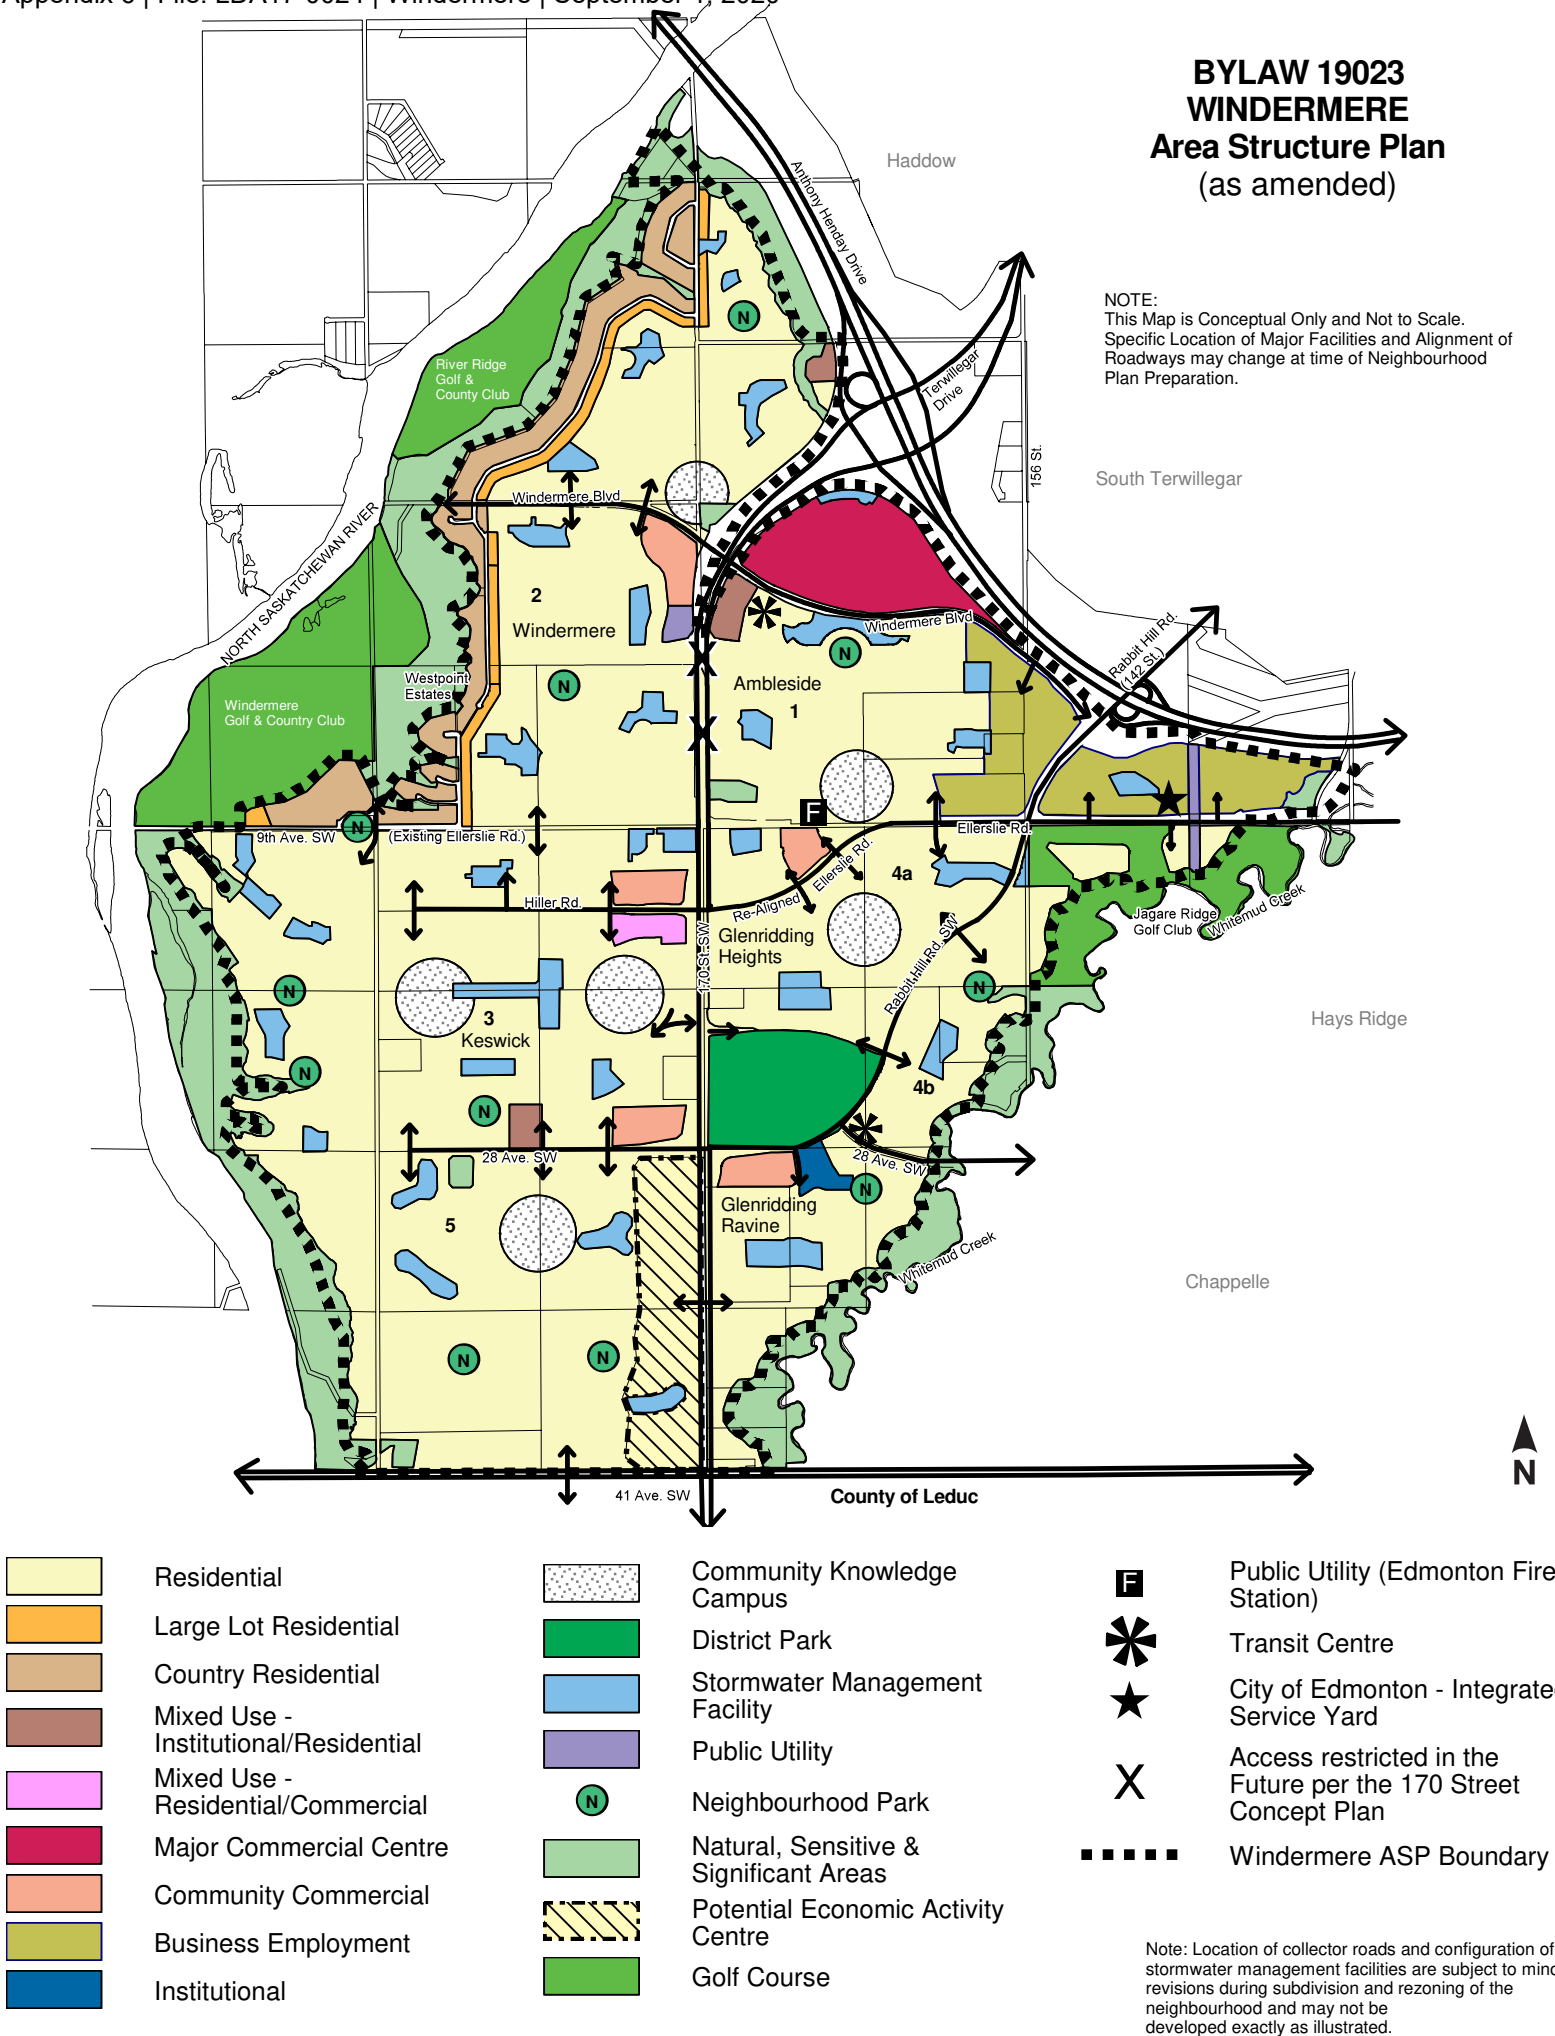 BYLAW 19023
WINDERMERE
Area Structure Plan
(as amended)
Haddow
Anthony Henday Drive
NOTE:
This Map is Conceptual Only and Not to Scale.
Specific Location of Major Facilities and Alignment of
Roadways may change at time of Neighbourhood
Plan Preparation.
N
River Ridge
Golf &
County Club
Terwillegar
Drive
156 St.
South Terwillegar
Windermere Blvd
NORTH SASKATCHEWAN RIVER
2
Windermere
Windermere Blvd
N
Rabbit Hill Rd.
(142 St.)
X
Westpoint
Estates
N
Ambleside
1
Windermere
Golf & Country Club
X
F
9th Ave. SW
N
(Existing Ellerslie Rd.)
Ellerslie Rd.
Re-Aligned
Ellerslie Rd.
4a
Hiller Rd.
Jagare Ridge
Golf Club
Whitemud Creek
Glenridding
Heights
170 St. SW
Rabbit Hill Rd. SW
N
N
3
Keswick
Hays Ridge
N
N
4b
28 Ave. SW
28 Ave. SW
N
5
Glenridding
Ravine
Whitemud Creek
Chappelle
N
N
41 Ave. SW
County of Leduc
N
Residential
Large Lot Residential
Country Residential
Mixed Use -
Institutional/Residential
Mixed Use -
Residential/Commercial
Major Commercial Centre
Community Commercial
Business Employment
Institutional
Community Knowledge
Campus
District Park
Stormwater Management
Facility
Public Utility
N
Neighbourhood Park
Natural, Sensitive &
Significant Areas
Potential Economic Activity
Centre
Golf Course
F
Public Utility (Edmonton Fire
Station)
Transit Centre
City of Edmonton -
Service Yard
X
Access restricted in the
Future per the 170 Street
Concept Plan
Windermere ASP Boundary
Note: Location of collector roads and configuration of
stormwater management facilities are subject to
revisions during subdivision and rezoning of the
neighbourhood and may not be
developed exactly as illustrated.